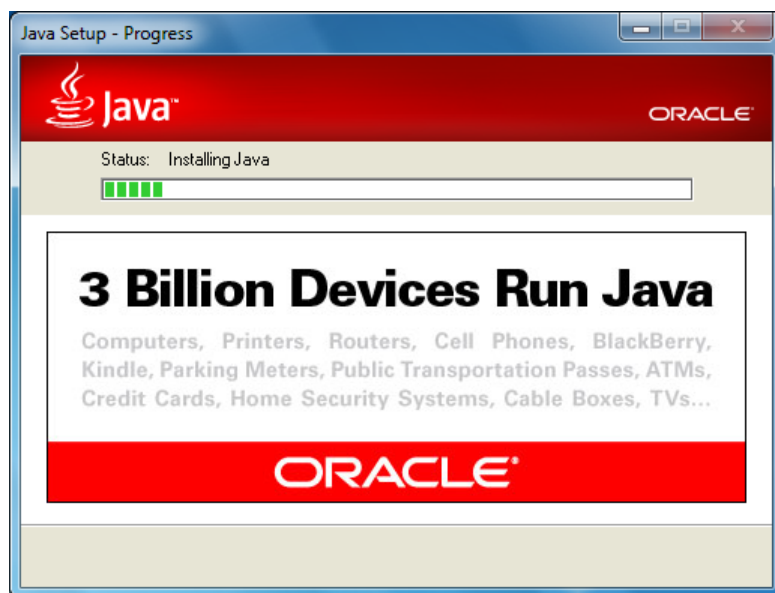 Java Setup - Progress
Java™
ORACLE®
Status: Installing Java
3 Billion Devices Run Java
Computers, Printers, Routers, Cell Phones, BlackBerry,
Kindle, Parking Meters, Public Transportation Passes, ATMs,
Credit Cards, Home Security Systems, Cable Boxes, TVs...
ORACLE®